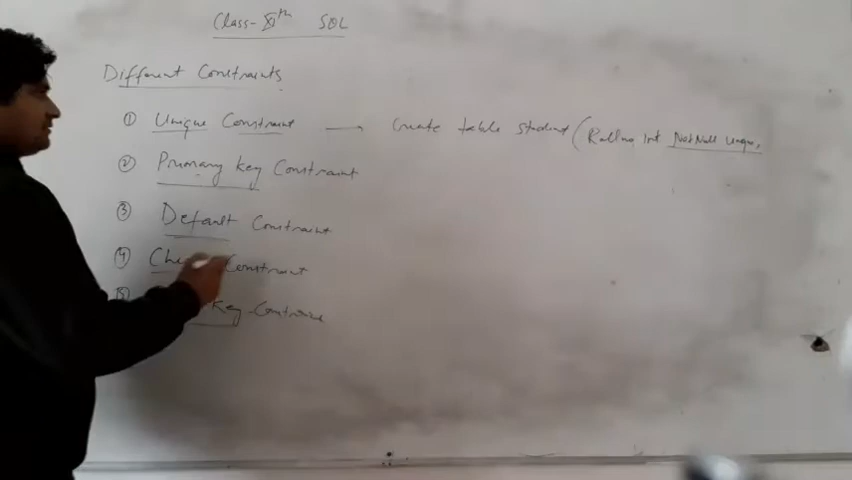 Class-XIth SQL
Different Constraints
① Unique Constraint → Create table student (Rollno Int NotNull Unique,
② Primary key Constraint
③ Default Constraint
④ Constraint
key Constraint